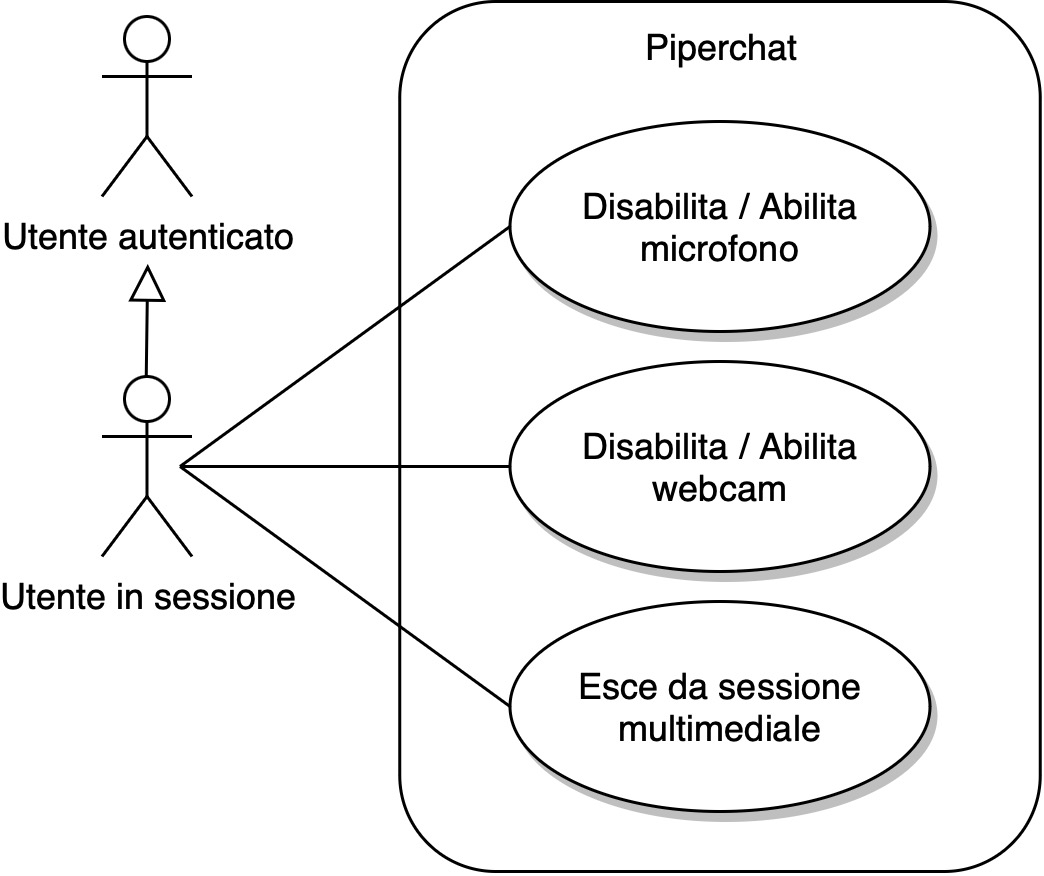 Piperchat
Utente autenticato
Disabilita / Abilita
microfono
Disabilita / Abilita
webcam
Utente in sessione
Esce da sessione
multimediale